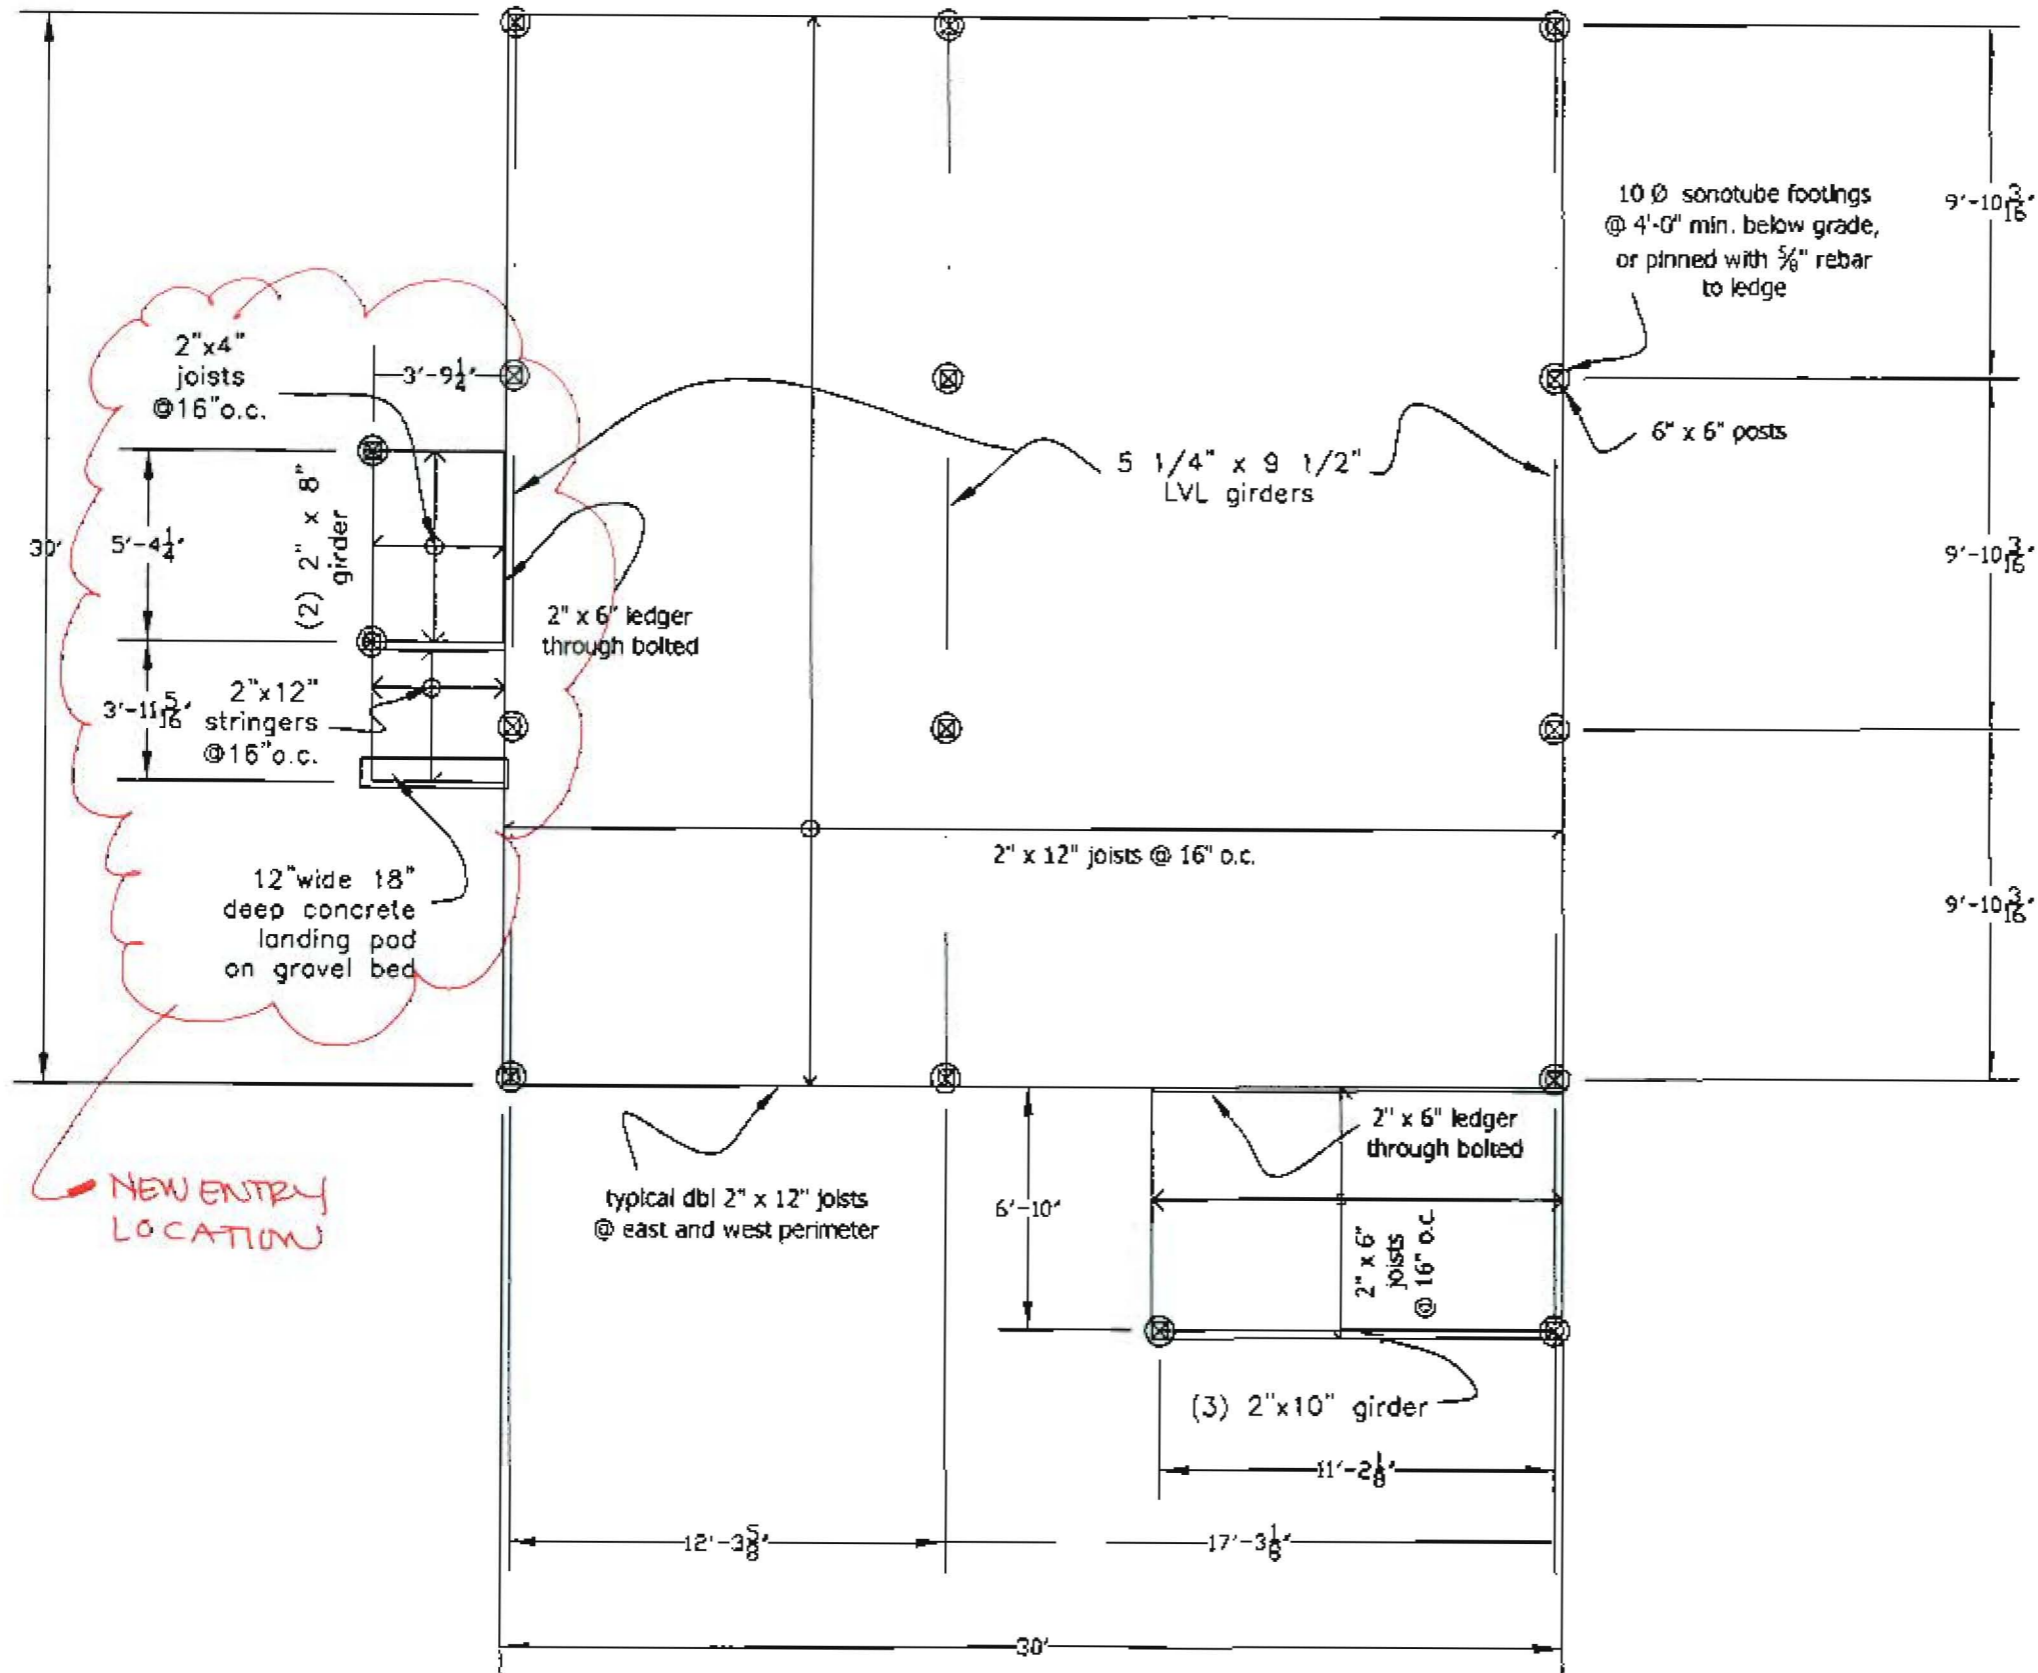 10 Ø sonotube footings
@ 4'-0" min. below grade,
or pinned with 5/8" rebar
to ledge
9'-10 3/16"
2"x4"
joists
@16"o.c.
3'-9 1/4"
6" x 6" posts
5 1/4" x 9 1/2"
LVL girders
(2) 2" x 8"
girder
30'
5'-4 1/4"
9'-10 3/16"
2" x 6" ledger
through bolted
3'-11 5/16"
2"x12"
stringers
@16"o.c.
2" x 12" joists @ 16" o.c.
12"wide 18"
deep concrete
landing pad
on gravel bed
9'-10 3/16"
NEW ENTRY
LOCATION
typical dbl 2" x 12" joists
@ east and west perimeter
6'-10"
2" x 6" ledger
through bolted
2" x 6"
joists
@ 16" o.c.
(3) 2"x10" girder
11'-2 1/8"
12'-3 5/8"
17'-3 1/8"
30'